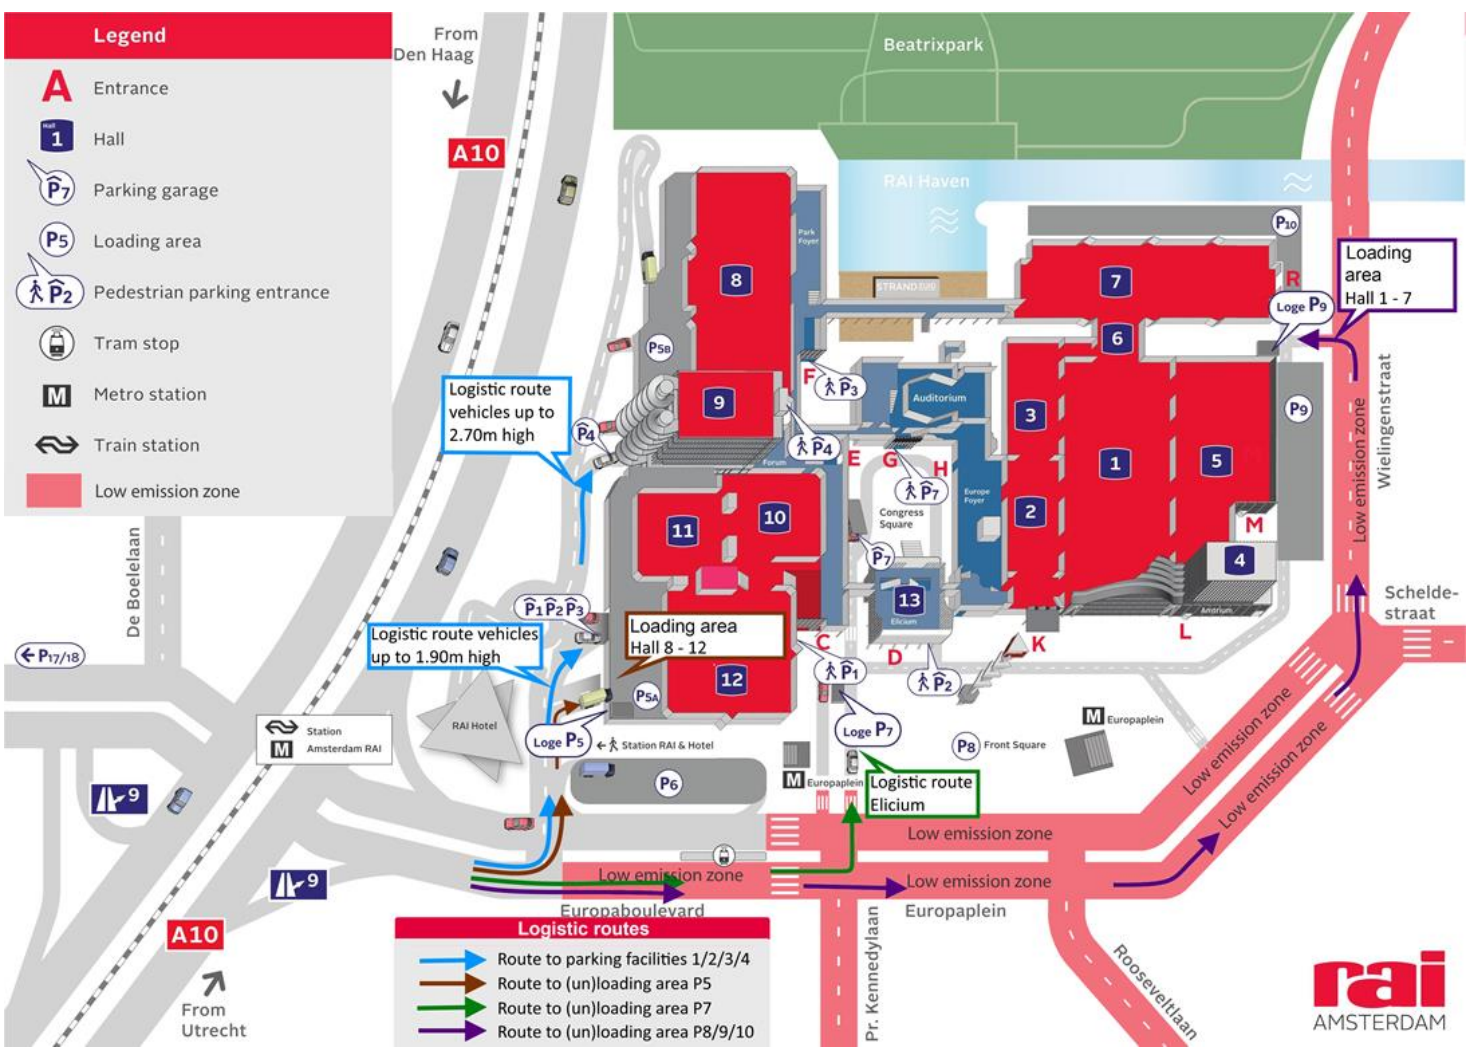 Legend
A Entrance
Hall
1 Hall
P7 Parking garage
P5 Loading area
P2 Pedestrian parking entrance
Tram stop
M Metro station
Train station
Low emission zone
From
Den Haag
A10
Beatrixpark
RAI Haven
STRAND
Park
Foyer
8
P5B
9
P4
F
P3
P4
Forum
Auditorium
E
G
H
P7
Congress
Square
Europe
Foyer
P7
7
6
3
1
5
2
4
M
Atrium
L
K
R
P10
Loge P9
P9
Loading
area
Hall 1 - 7
Wielingenstraat
Low emission zone
Schelde-
straat
Logistic route
vehicles up to
2.70m high
11
10
12
13
Elicium
D
P2
C
P1
P1 P2 P3
Logistic route vehicles
up to 1.90m high
Loading area
Hall 8 - 12
P5A
Loge P5
Loge P7
De Boelelaan
P17/18
RAI Hotel
Station
M Amsterdam RAI
Station RAI & Hotel
P6
M Europaplein
P8 Front Square
M Europaplein
Logistic route
Elicium
9
9
Low emission zone
Low emission zone
Low emission zone
Low emission zone
Low emission zone
Europaboulevard
Europaplein
Pr. Kennedylaan
Rooseveltlaan
A10
From
Utrecht
Logistic routes
Route to parking facilities 1/2/3/4
Route to (un)loading area P5
Route to (un)loading area P7
Route to (un)loading area P8/9/10
rai
AMSTERDAM